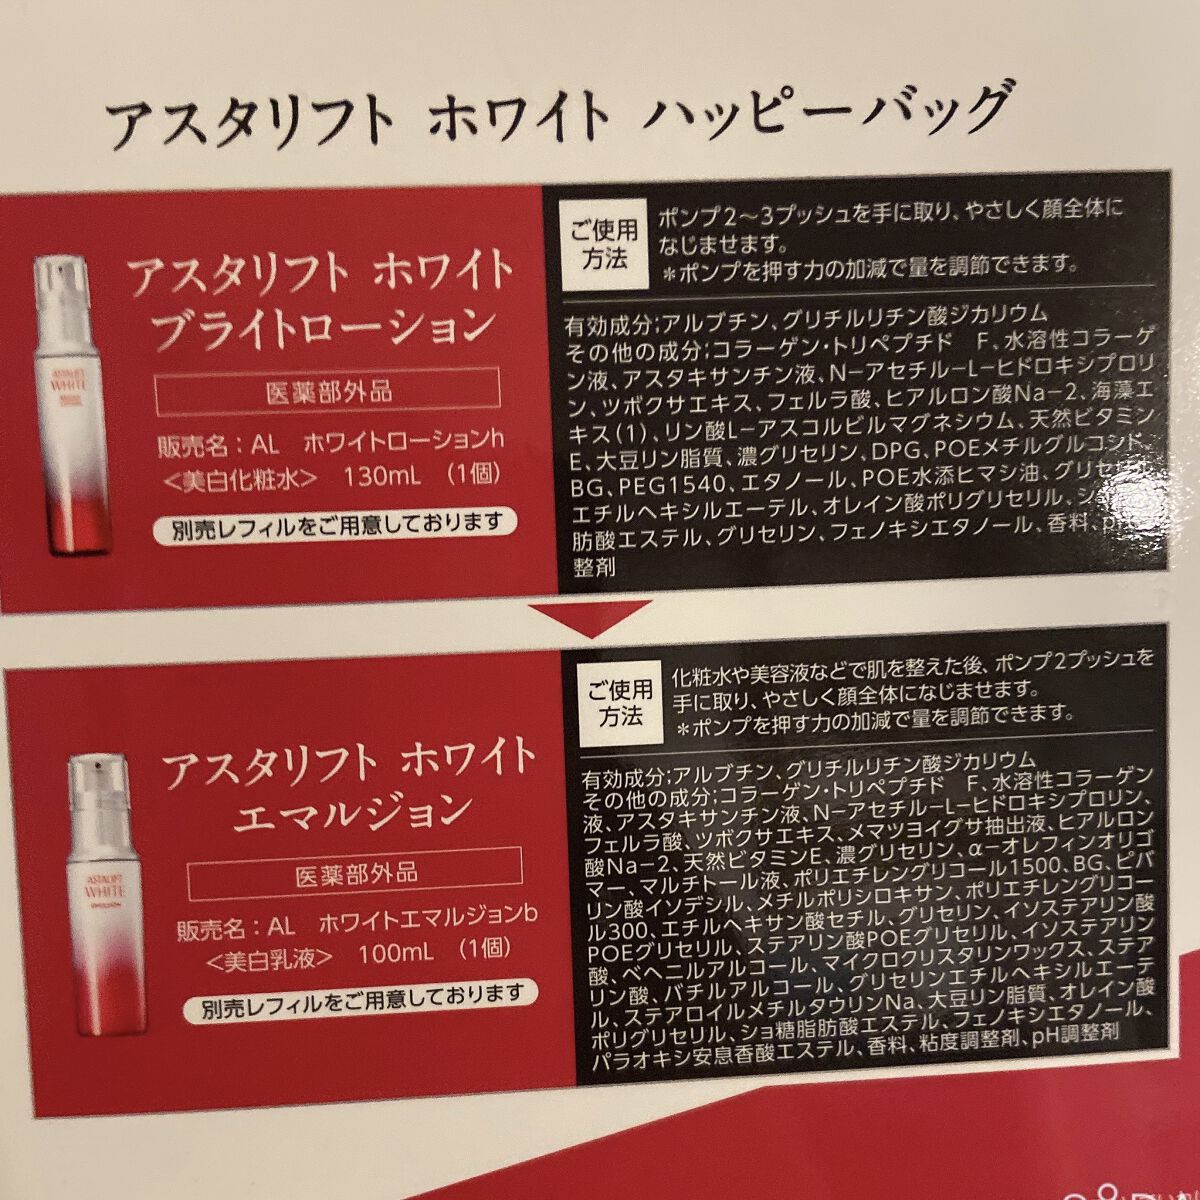 アスタリフト ホワイト ハッピーバッグ
アスタリフト ホワイト
ブライトローション
医薬部外品
販売名：AL ホワイトローションh
<美白化粧水> 130mL (1個)
別売レフィルをご用意しております
ASTALIFT
WHITE
ご使用
方法
ポンプ2〜3プッシュを手に取り、やさしく顔全体に
なじませます。
＊ポンプを押す力の加減で量を調節できます。
有効成分;アルブチン、グリチルリチン酸ジカリウム
その他の成分;コラーゲン・トリペプチド F、水溶性コラーゲ
ン液、アスタキサンチン液、N－アセチル－L－ヒドロキシプロリ
ン、ツボクサエキス、フェルラ酸、ヒアルロン酸Na－2、海藻エ
キス(1)、リン酸L－アスコルビルマグネシウム、天然ビタミン
E、大豆リン脂質、濃グリセリン、DPG、POEメチルグルコシド、
BG、PEG1540、エタノール、POE水添ヒマシ油、グリセリル
エチルヘキシルエーテル、オレイン酸ポリグリセリル、ショ
肪酸エステル、グリセリン、フェノキシエタノール、香料、pH
整剤
アスタリフト ホワイト
エマルジョン
医薬部外品
販売名：AL ホワイトエマルジョンb
<美白乳液> 100mL (1個)
別売レフィルをご用意しております
ASTALIFT
WHITE
EMULSION
ご使用
方法
化粧水や美容液などで肌を整えた後、ポンプ2プッシュを
手に取り、やさしく顔全体になじませます。
＊ポンプを押す力の加減で量を調節できます。
有効成分;アルブチン、グリチルリチン酸ジカリウム
その他の成分;コラーゲン・トリペプチド F、水溶性コラーゲン
液、アスタキサンチン液、N－アセチル－L－ヒドロキシプロリン、
フェルラ酸、ツボクサエキス、メマツヨイグサ抽出液、ヒアルロン
酸Na－2、天然ビタミンE、濃グリセリン、α－オレフィンオリゴ
マー、マルチトール液、ポリエチレングリコール1500、BG、ピバ
リン酸イソデシル、メチルポリシロキサン、ポリエチレングリコー
ル300、エチルヘキサン酸セチル、グリセリン、イソステアリン酸
POEグリセリル、ステアリン酸POEグリセリル、イソステアリン
酸、ベヘニルアルコール、マイクロクリスタリンワックス、ステア
リン酸、バチルアルコール、グリセリンエチルヘキシルエーテ
ル、ステアロイルメチルタウリンNa、大豆リン脂質、オレイン酸
ポリグリセリル、ショ糖脂肪酸エステル、フェノキシエタノール、
パラオキシ安息香酸エステル、香料、粘度調整剤、pH調整剤